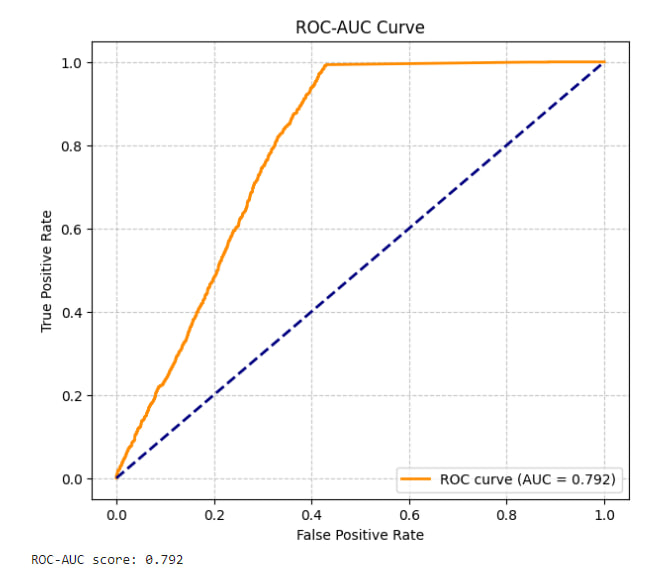 ROC-AUC Curve
True Positive Rate
1.0
0.8
0.6
0.4
0.2
0.0
ROC curve (AUC = 0.792)
0.0 0.2 0.4 0.6 0.8 1.0
False Positive Rate
ROC-AUC score: 0.792